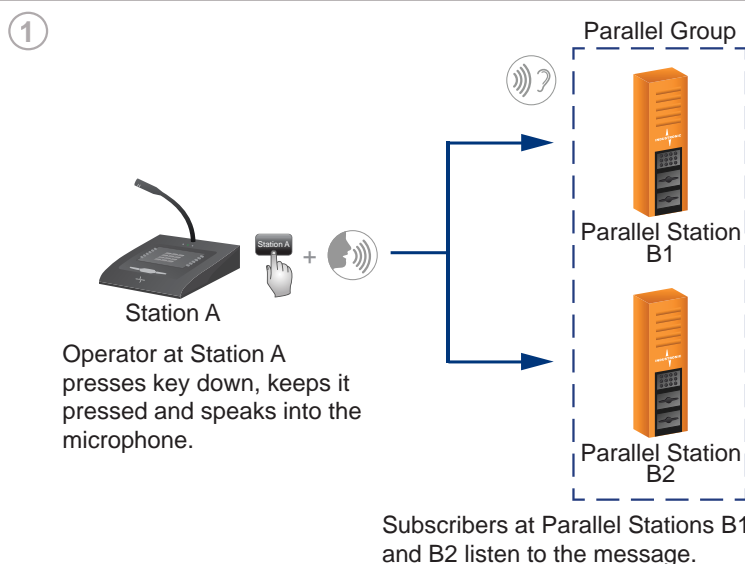 1
Parallel Group
Parallel Station
B1
Station A
+
Station A
Operator at Station A
presses key down, keeps it
pressed and speaks into the
microphone.
Parallel Station
B2
Subscribers at Parallel Stations B1
and B2 listen to the message.